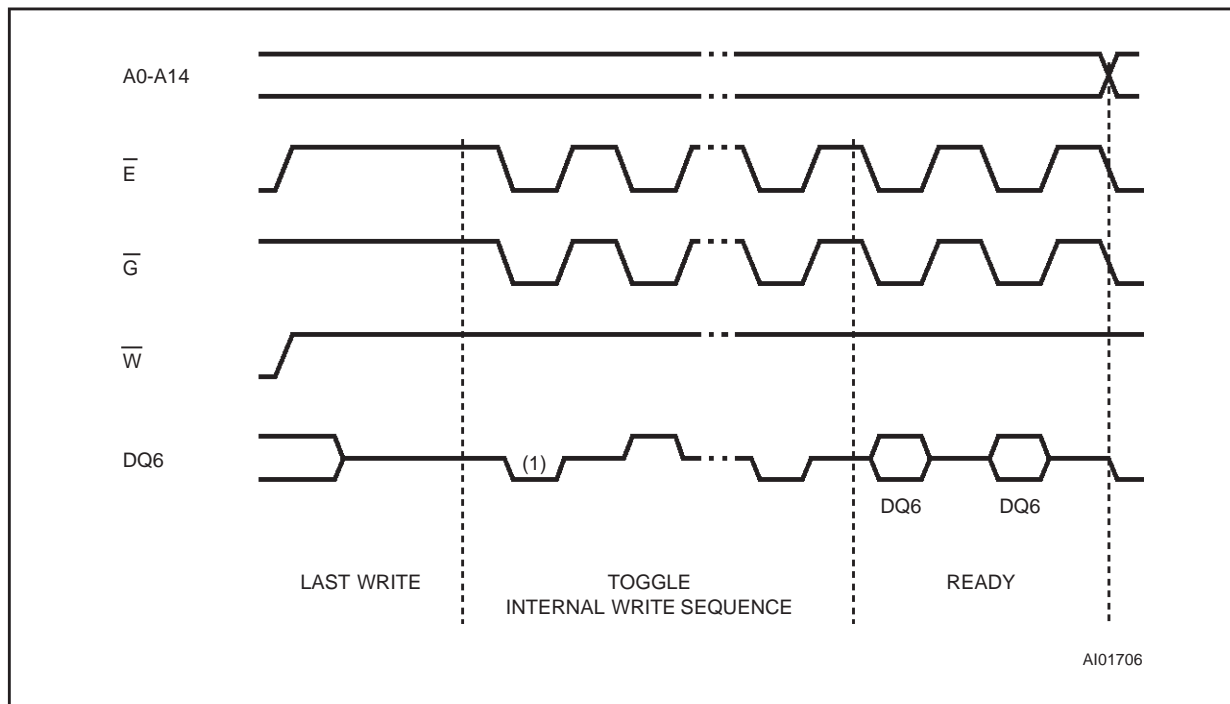 A0-A14
E̅
G̅
W̅
DQ6
(1)
DQ6 DQ6
LAST WRITE TOGGLE READY
INTERNAL WRITE SEQUENCE
AI01706